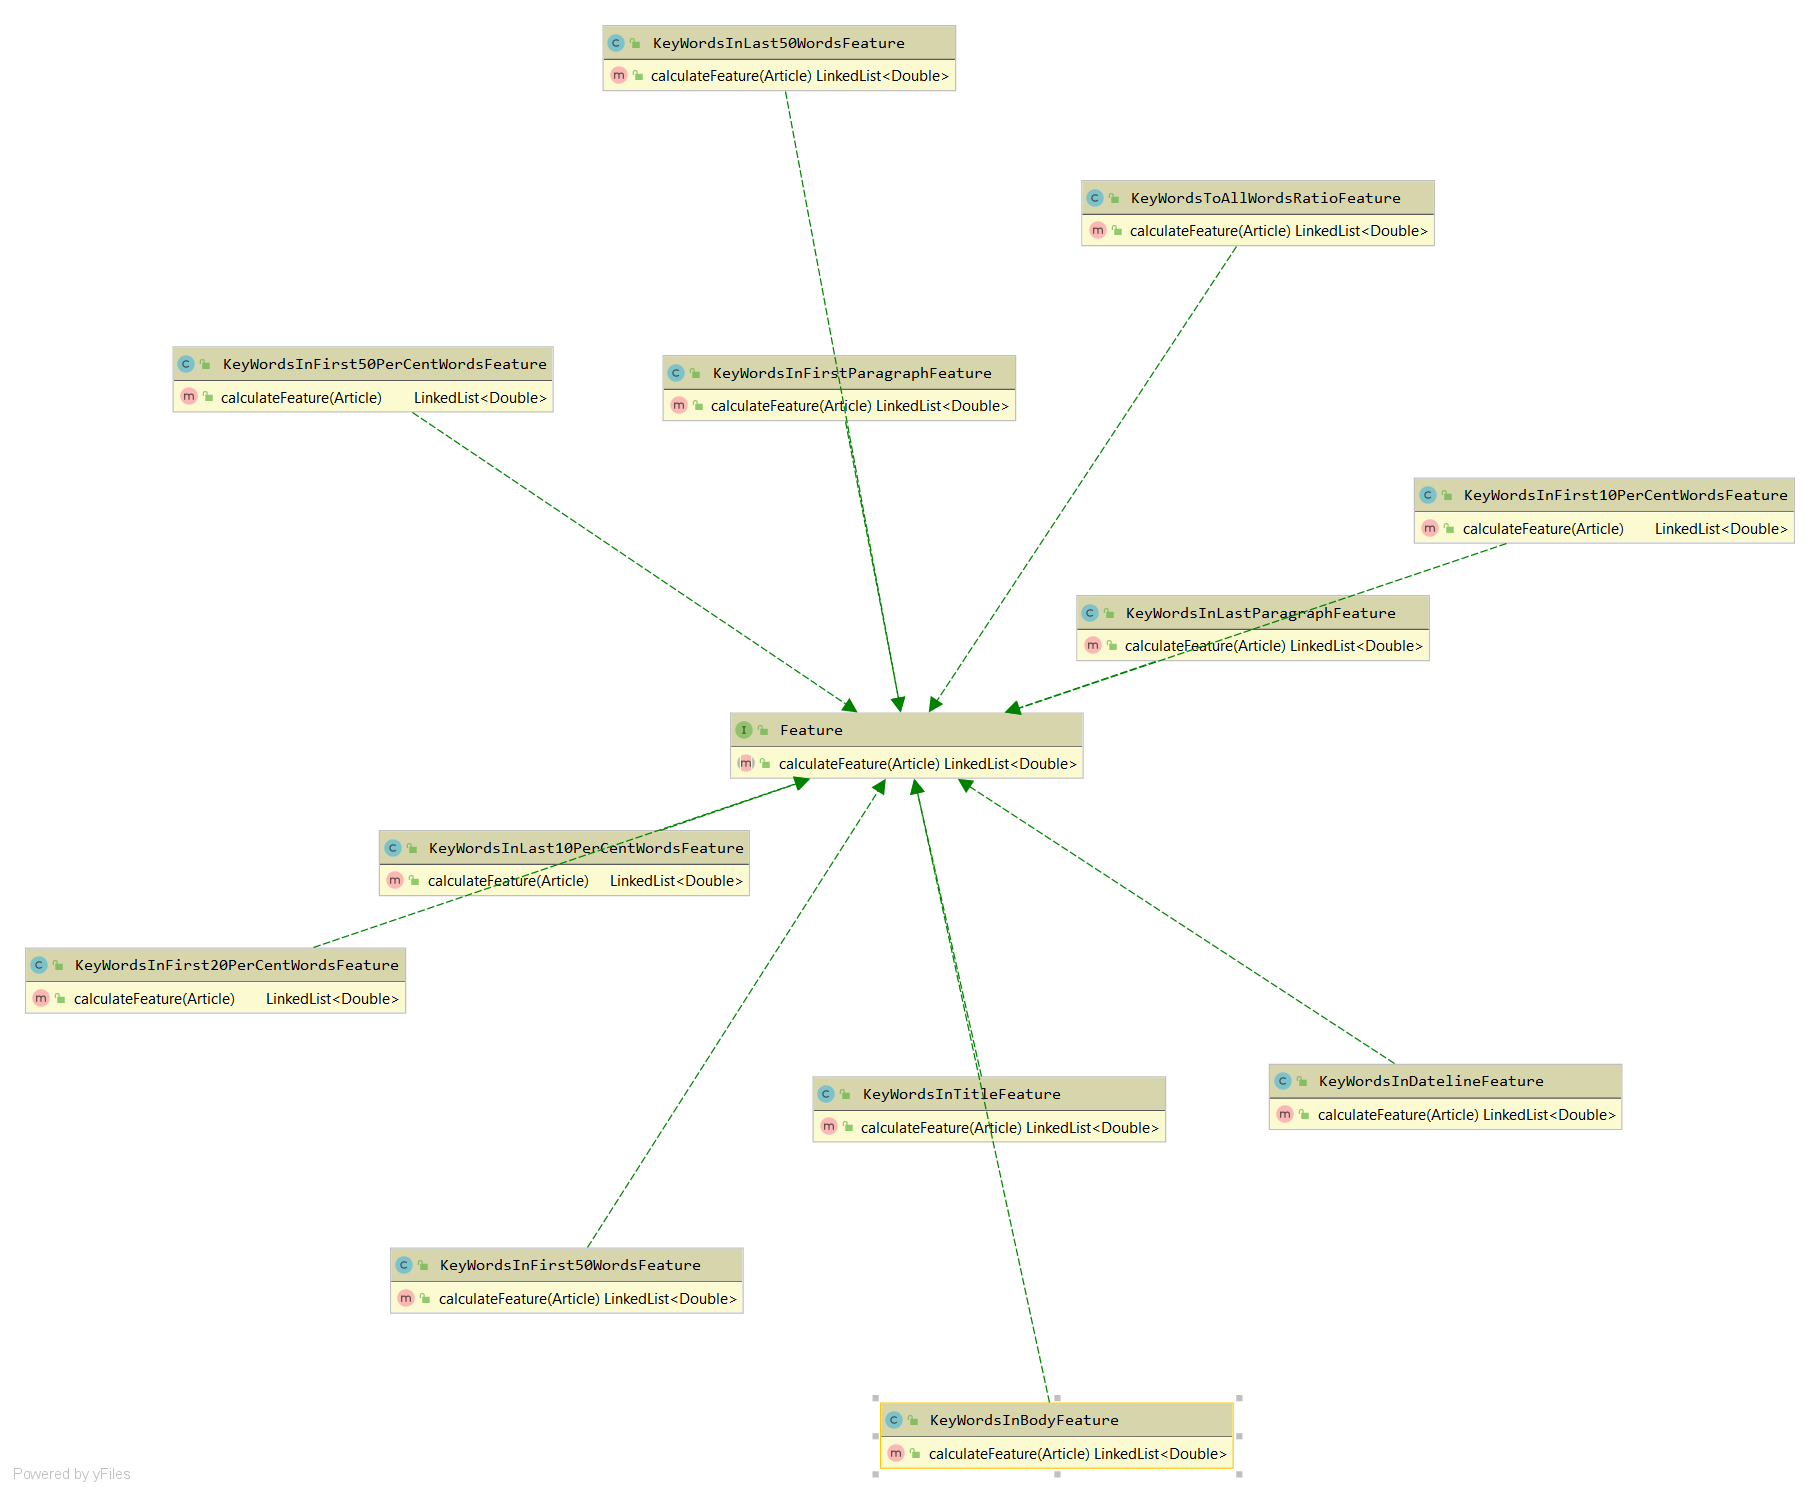 C KeyWordsInLast50WordsFeature
m calculateFeature(Article) LinkedList<Double>
C KeyWordsToAllWordsRatioFeature
m calculateFeature(Article) LinkedList<Double>
C KeyWordsInFirst50PerCentWordsFeature
m calculateFeature(Article) LinkedList<Double>
C KeyWordsInFirstParagraphFeature
m calculateFeature(Article) LinkedList<Double>
C KeyWordsInFirst10PerCentWordsFeature
m calculateFeature(Article) LinkedList<Double>
C KeyWordsInLastParagraphFeature
m calculateFeature(Article) LinkedList<Double>
I Feature
m calculateFeature(Article) LinkedList<Double>
C KeyWordsInLast10PerCentWordsFeature
m calculateFeature(Article) LinkedList<Double>
C KeyWordsInFirst20PerCentWordsFeature
m calculateFeature(Article) LinkedList<Double>
C KeyWordsInTitleFeature
m calculateFeature(Article) LinkedList<Double>
C KeyWordsInDatelineFeature
m calculateFeature(Article) LinkedList<Double>
C KeyWordsInFirst50WordsFeature
m calculateFeature(Article) LinkedList<Double>
C KeyWordsInBodyFeature
m calculateFeature(Article) LinkedList<Double>
Powered by yFiles